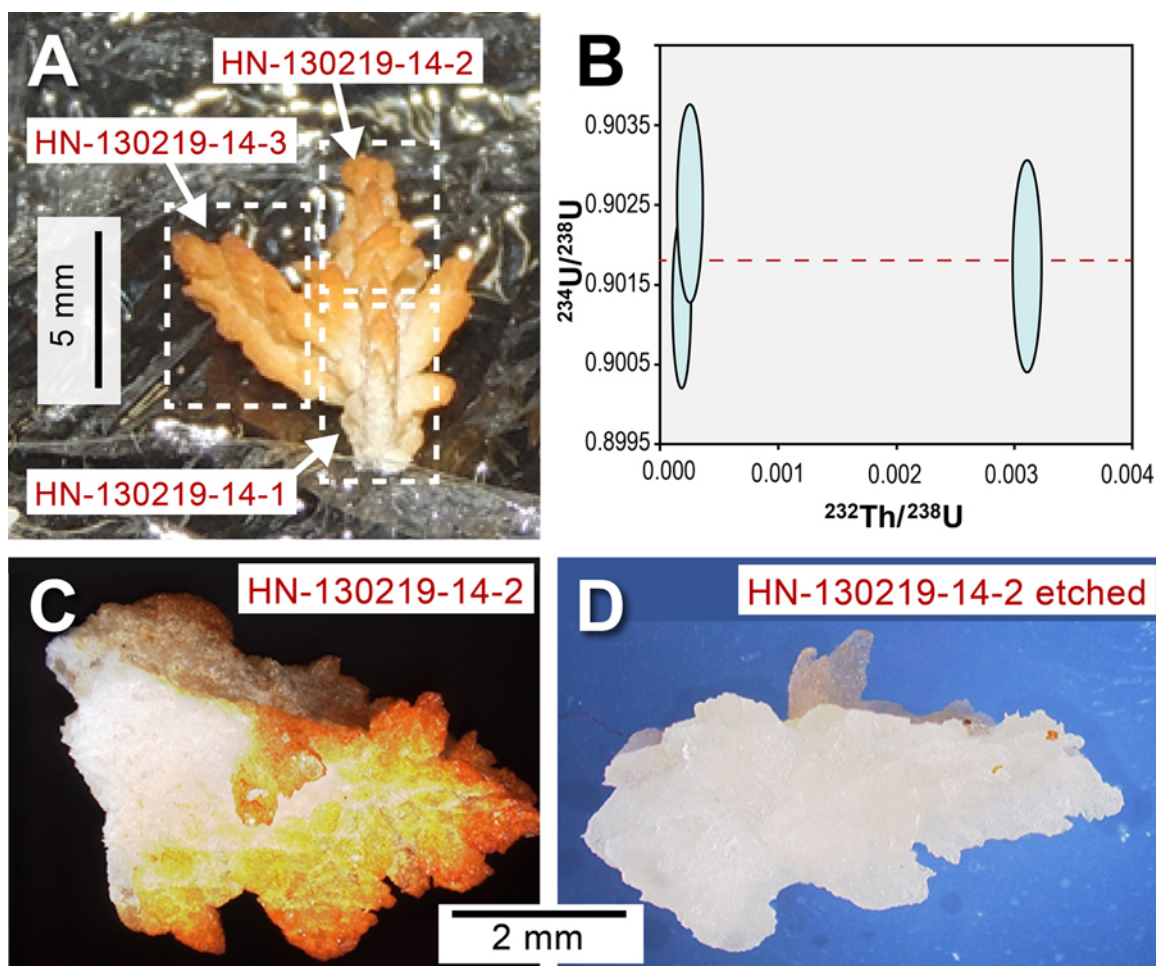 A
HN-130219-14-2
HN-130219-14-3
5 mm
HN-130219-14-1
B
²³⁴U/²³⁸U
0.9035
0.9025
0.9015
0.9005
0.8995
0.000
0.001
0.002
0.003
0.004
²³²Th/²³⁸U
C
HN-130219-14-2
2 mm
D
HN-130219-14-2 etched